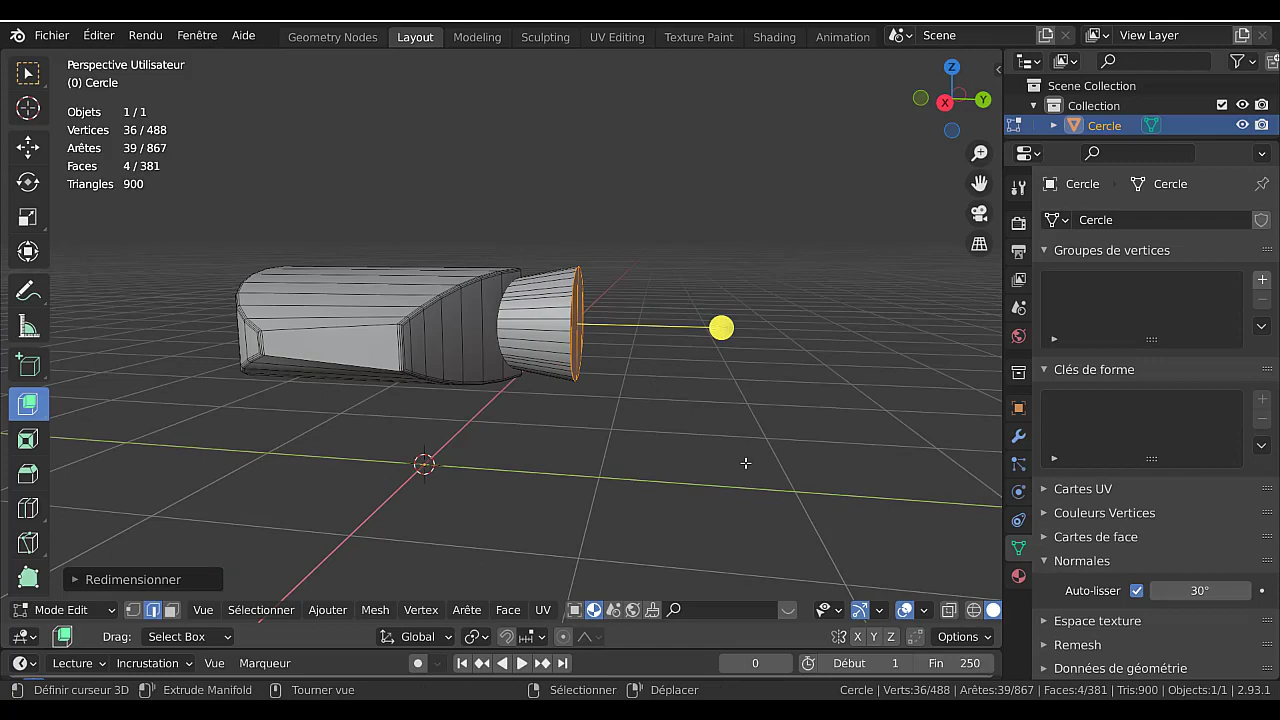 Fichier Éditer Rendu Fenêtre Aide Geometry Nodes Layout Modeling Sculpting UV Editing Texture Paint Shading Animation Scene View Layer
Perspective Utilisateur
(0) Cercle
Objets 1 / 1
Vertices 36 / 488
Arêtes 39 / 867
Faces 4 / 381
Triangles 900
Z
X
Y
Scene Collection
Collection
Cercle
Cercle Cercle
Cercle
Groupes de vertices
Clés de forme
Cartes UV
Couleurs Vertices
Cartes de face
Normales
Auto-lisser 30°
Espace texture
Remesh
Données de géométrie
Redimensionner
Mode Edit Vue Sélectionner Ajouter Mesh Vertex Arête Face UV
Drag: Select Box Global X Y Z Options
Lecture Incrustation Vue Marqueur 0 Début 1 Fin 250
Définir curseur 3D Extrude Manifold Tourner vue Sélectionner Déplacer Cercle | Verts:36/488 | Arêtes:39/867 | Faces:4/381 | Tris:900 | Objects:1/1 | 2.93.1